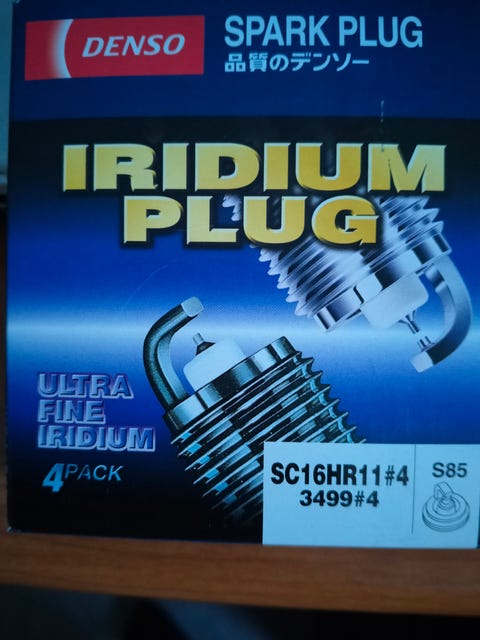 DENSO
SPARK PLUG
品質のデンソー
IRIDIUM
PLUG
ULTRA
FINE
IRIDIUM
4PACK
SC16HR11#4
3499#4
S85